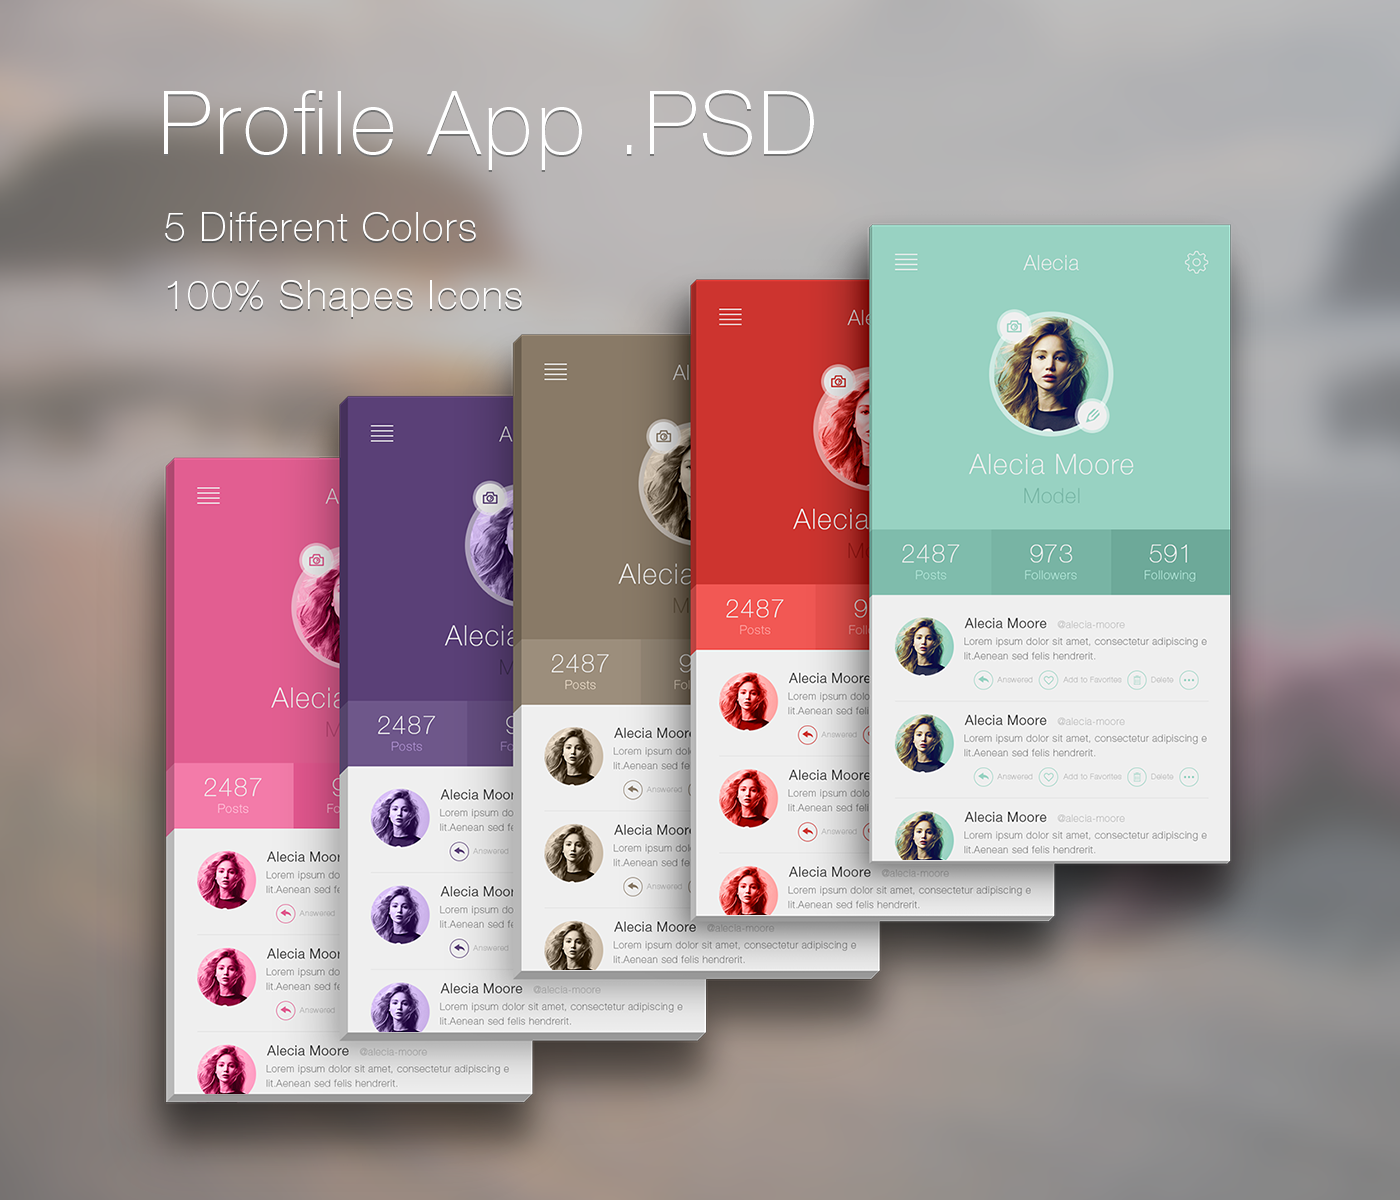 Profile App .PSD
5 Different Colors
100% Shapes Icons
Alecia
Alecia Moore
Model
2487 973 591
Posts Followers Following
Alecia Moore @alecia-moore
Lorem ipsum dolor sit amet, consectetur adipiscing e
lit.Aenean sed felis hendrerit.
Answered Add to Favorites Delete
Alecia Moore @alecia-moore
Lorem ipsum dolor sit amet, consectetur adipiscing e
lit.Aenean sed felis hendrerit.
Answered Add to Favorites Delete
Alecia Moore @alecia-moore
Lorem ipsum dolor sit amet, consectetur adipiscing e
lit.Aenean sed felis hendrerit.
Ale
Alecia
M
2487 9
Posts Foll
Alecia Moore
Lorem ipsum dolo
lit.Aenean sed feli
Answered
Alecia Moore
Lorem ipsum dolo
lit.Aenean sed feli
Answered
Alecia Moore @alecia-moore
Lorem ipsum dolor sit amet, consectetur adipiscing e
lit.Aenean sed felis hendrerit.
Al
Alecia
M
2487 9
Posts Fol
Alecia Moor
Lorem ipsum dol
lit.Aenean sed fe
Answered
Alecia Moor
Lorem ipsum dol
lit.Aenean sed fe
Answered
Alecia Moore @alecia-moore
Lorem ipsum dolor sit amet, consectetur adipiscing e
lit.Aenean sed felis hendrerit.
A
Alecia
M
2487 9
Posts F
Alecia Moor
Lorem ipsum do
lit.Aenean sed fe
Answered
Alecia Moor
Lorem ipsum do
lit.Aenean sed fe
Answered
Alecia Moore @alecia-moore
Lorem ipsum dolor sit amet, consectetur adipiscing e
lit.Aenean sed felis hendrerit.
A
Alecia
M
2487 9
Posts Fo
Alecia Moor
Lorem ipsum do
lit.Aenean sed fe
Answered
Alecia Moor
Lorem ipsum do
lit.Aenean sed fe
Answered
Alecia Moore @alecia-moore
Lorem ipsum dolor sit amet, consectetur adipiscing e
lit.Aenean sed felis hendrerit.